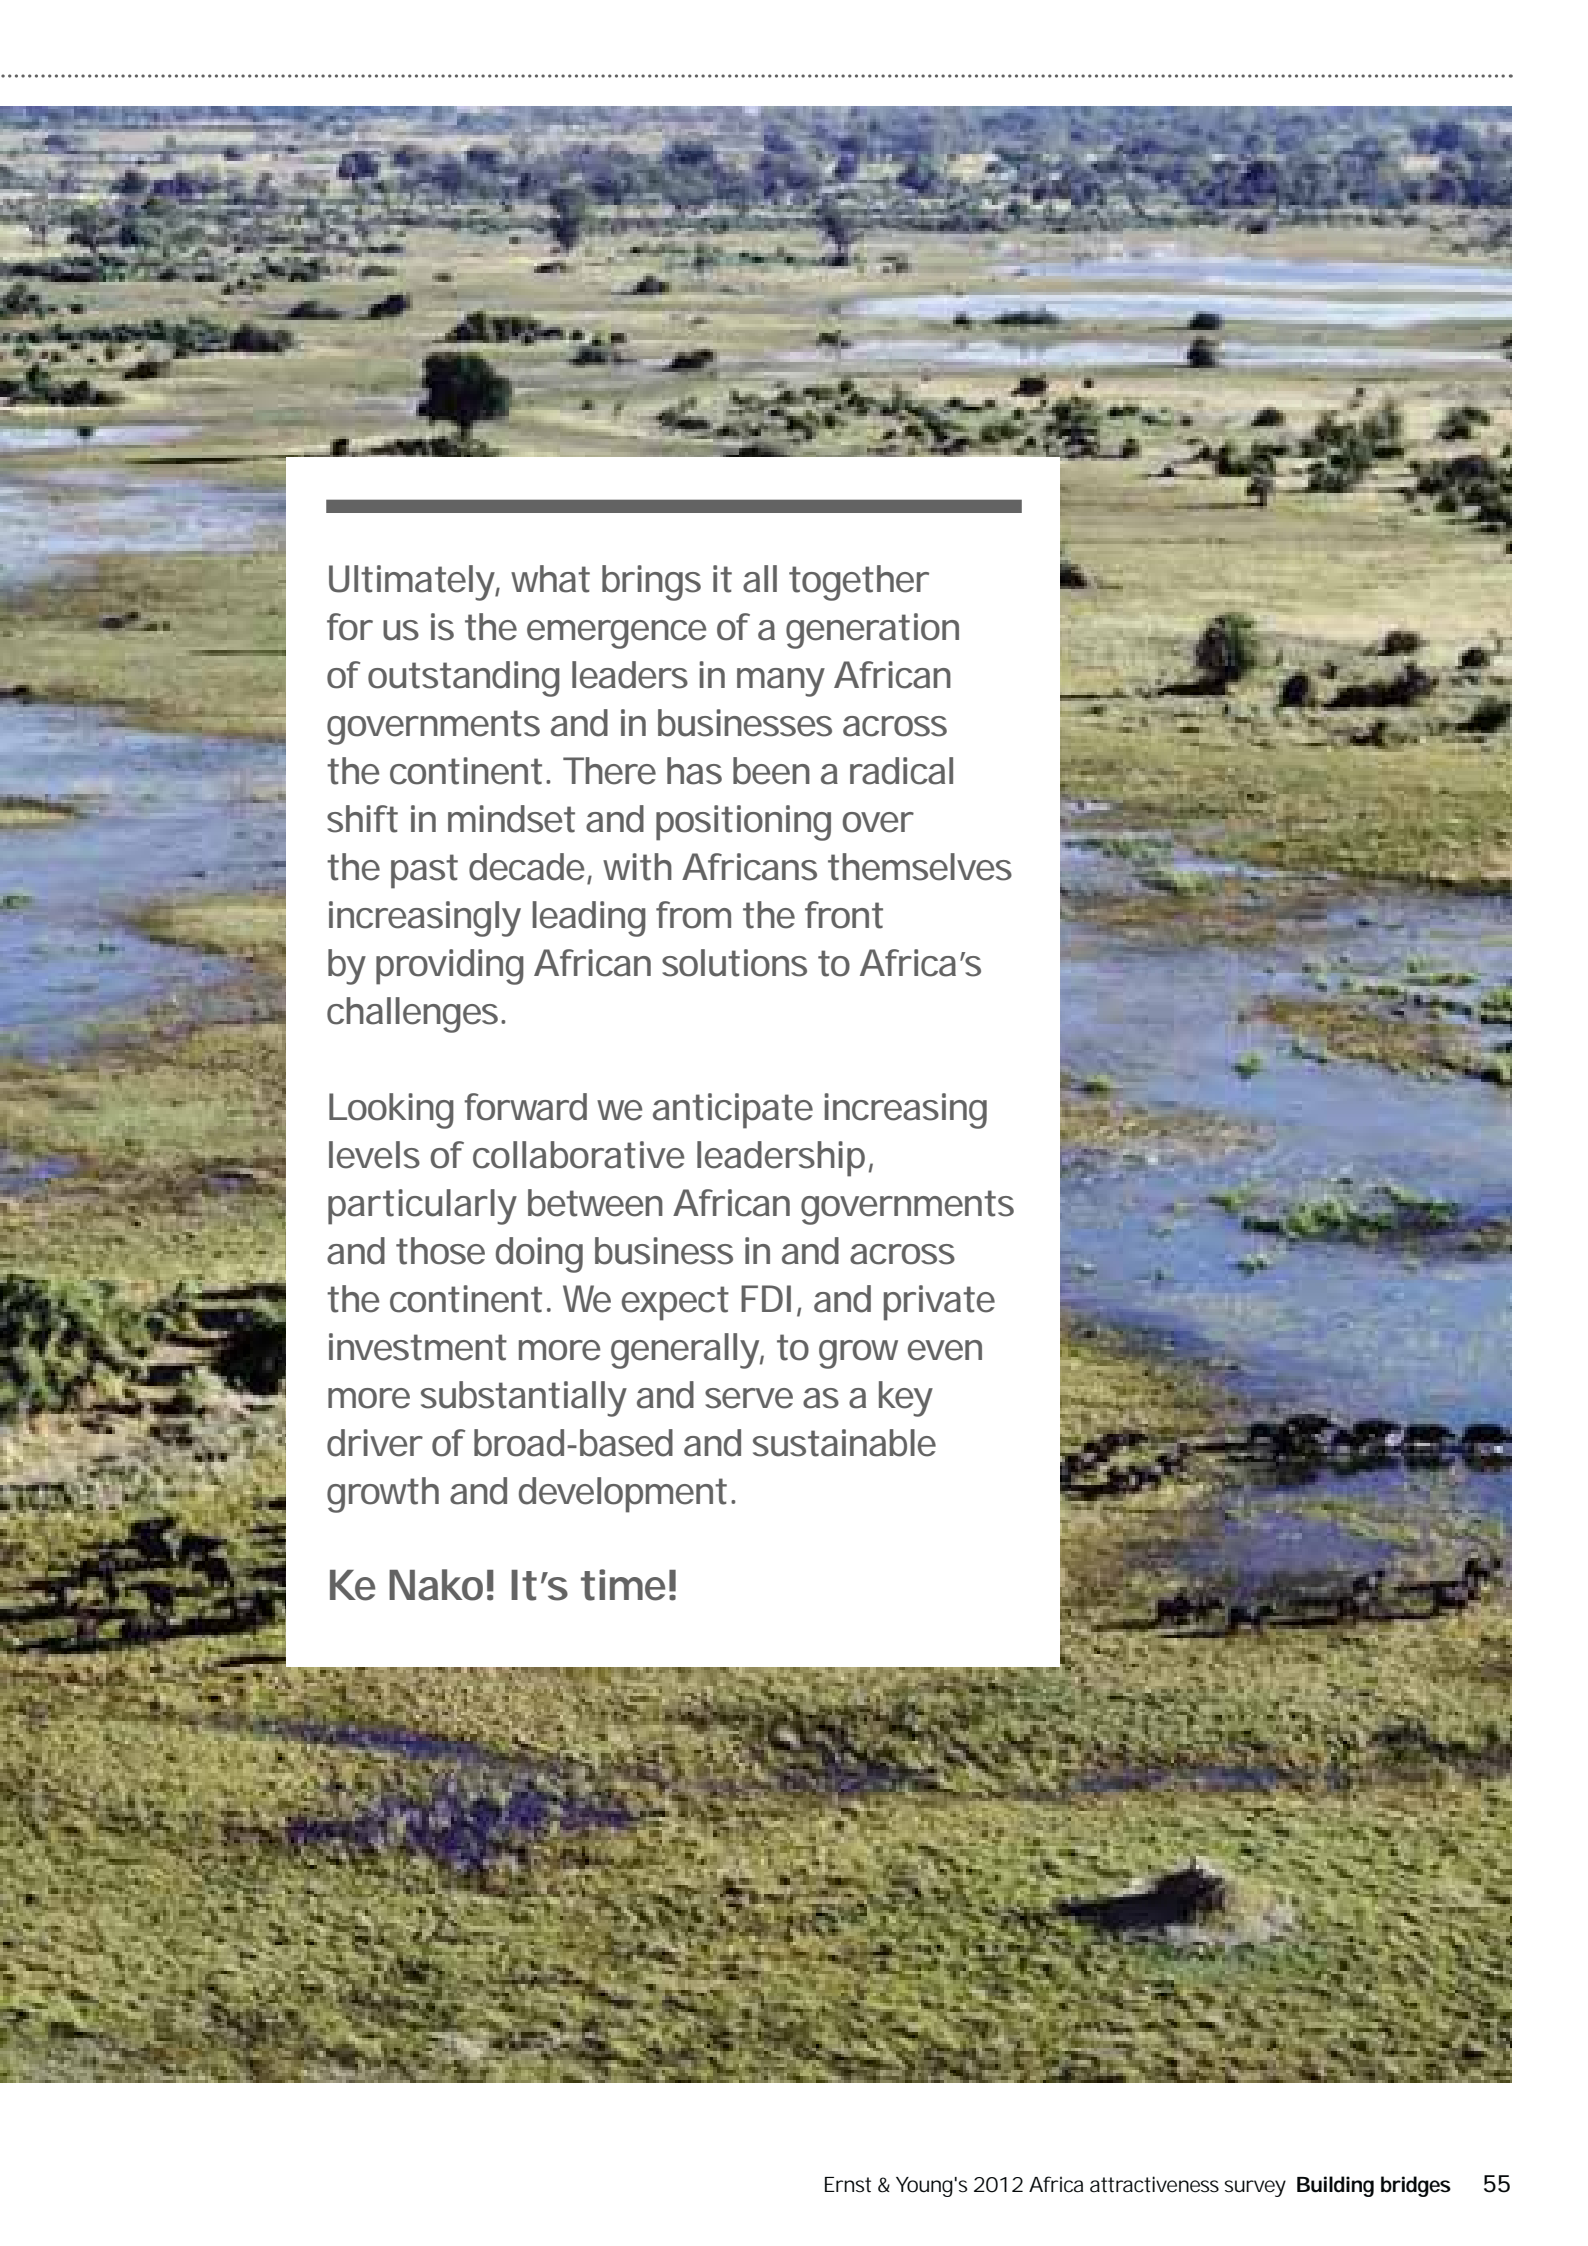 Ultimately, what brings it all together
for us is the emergence of a generation
of outstanding leaders in many African
governments and in businesses across
the continent. There has been a radical
shift in mindset and positioning over
the past decade, with Africans themselves
increasingly leading from the front
by providing African solutions to Africa’s
challenges.
Looking forward we anticipate increasing
levels of collaborative leadership,
particularly between African governments
and those doing business in and across
the continent. We expect FDI, and private
investment more generally, to grow even
more substantially and serve as a key
driver of broad-based and sustainable
growth and development.
Ke Nako! It’s time!
Ernst & Young's 2012 Africa attractiveness survey Building bridges 55